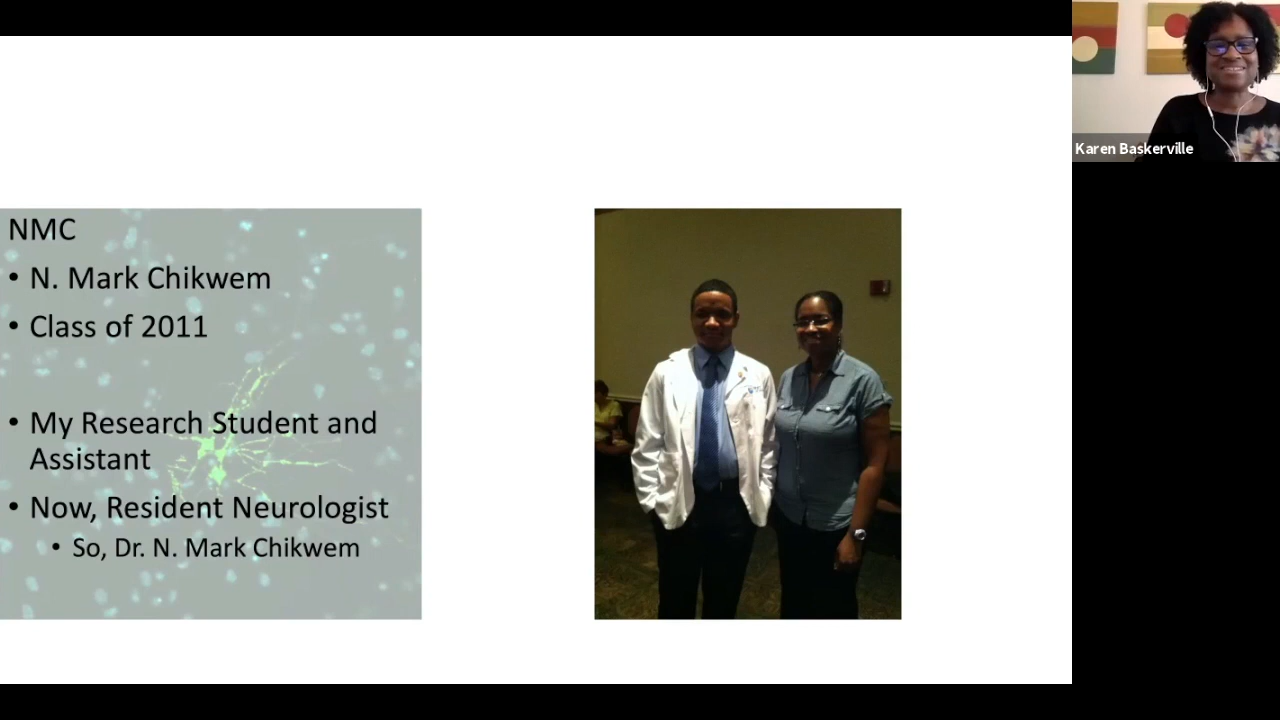 NMC
• N. Mark Chikwem
• Class of 2011
• My Research Student and
Assistant
• Now, Resident Neurologist
• So, Dr. N. Mark Chikwem
Karen Baskerville